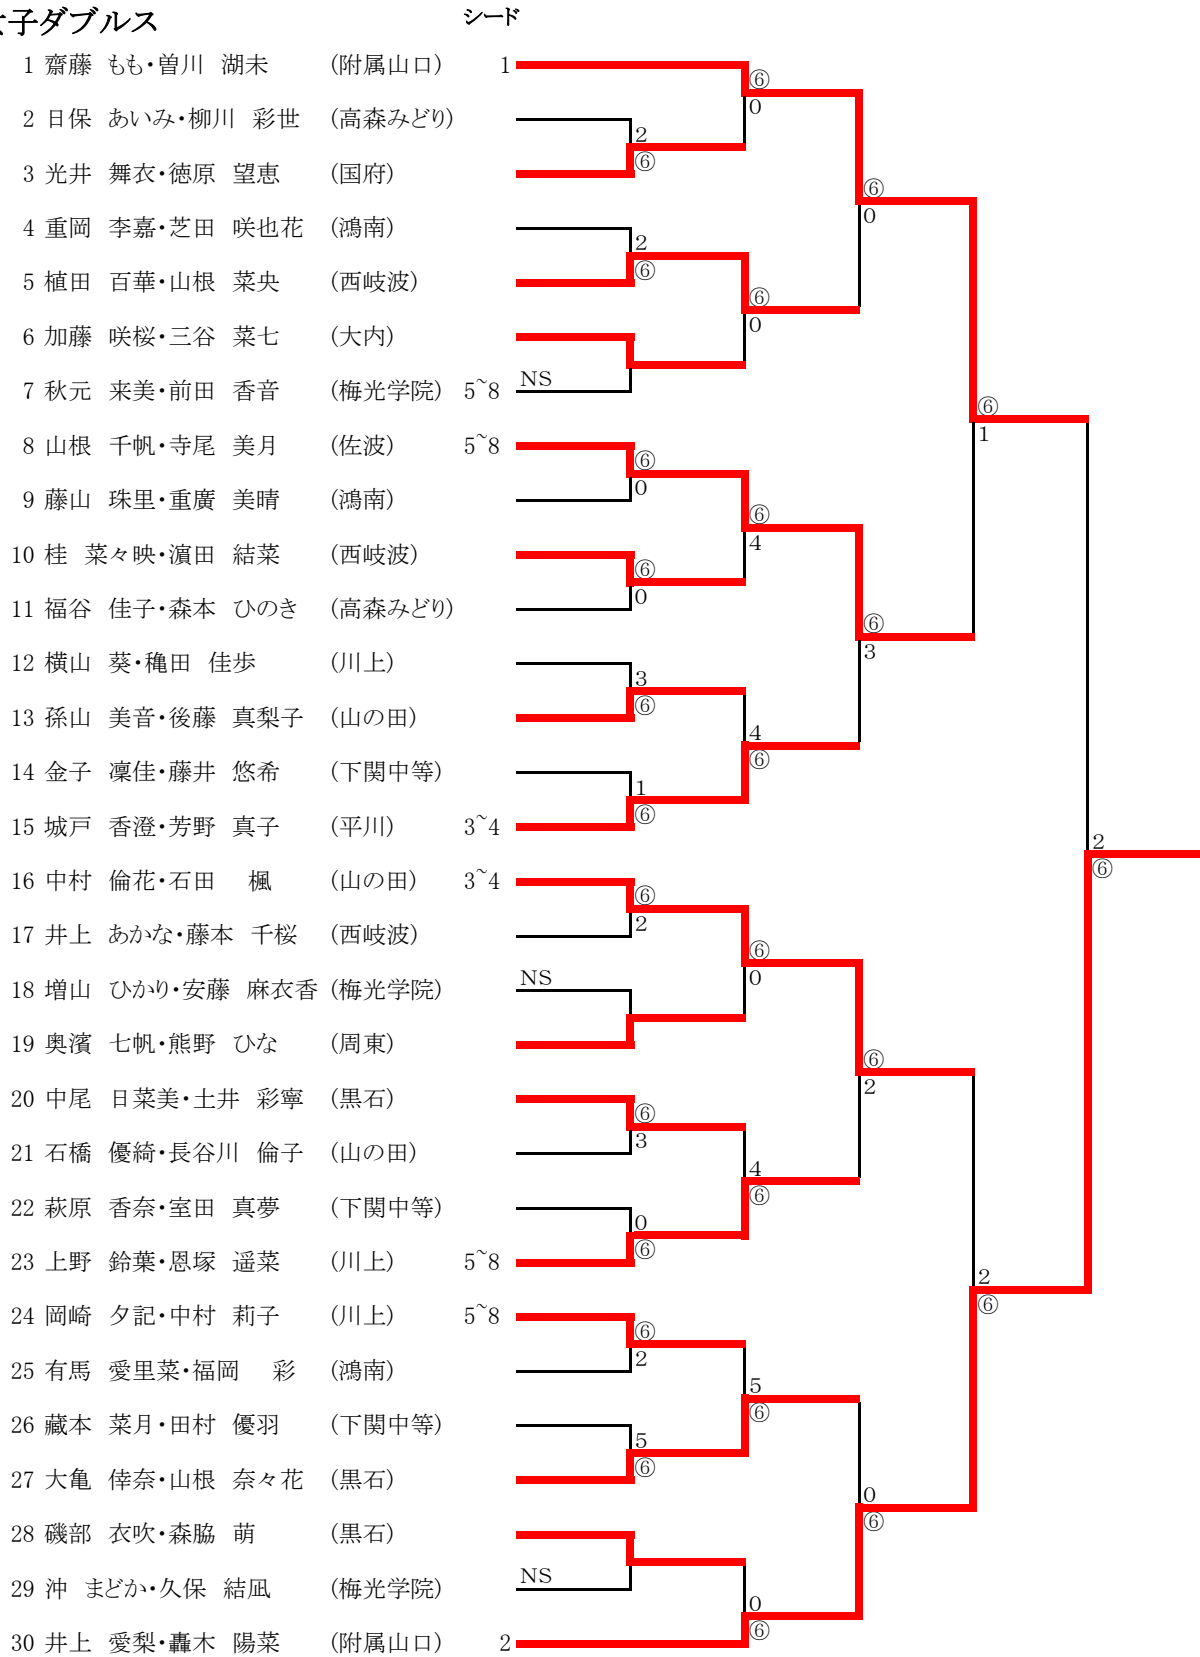 子ダブルス シード
1 齋藤 もも・曽川 湖未 (附属山口) 1
⑥
0
2 日保 あいみ・柳川 彩世 (高森みどり)
2
⑥
3 光井 舞衣・徳原 望恵 (国府)
⑥
0
4 重岡 李嘉・芝田 咲也花 (鴻南)
2
⑥
5 植田 百華・山根 菜央 (西岐波)
⑥
0
6 加藤 咲桜・三谷 菜七 (大内)
7 秋元 来美・前田 香音 (梅光学院) 5~8 NS
⑥
1
8 山根 千帆・寺尾 美月 (佐波) 5~8
⑥
0
9 藤山 珠里・重廣 美晴 (鴻南)
⑥
4
10 桂 菜々映・濵田 結菜 (西岐波)
⑥
0
11 福谷 佳子・森本 ひのき (高森みどり)
⑥
3
12 横山 葵・穐田 佳歩 (川上)
3
⑥
13 孫山 美音・後藤 真梨子 (山の田)
4
⑥
14 金子 凜佳・藤井 悠希 (下関中等)
1
⑥
15 城戸 香澄・芳野 真子 (平川) 3~4
2
⑥
16 中村 倫花・石田 楓 (山の田) 3~4
⑥
2
17 井上 あかな・藤本 千桜 (西岐波)
⑥
0
18 増山 ひかり・安藤 麻衣香 (梅光学院) NS
19 奥濱 七帆・熊野 ひな (周東)
⑥
2
20 中尾 日菜美・土井 彩寧 (黒石)
⑥
3
21 石橋 優綺・長谷川 倫子 (山の田)
4
⑥
22 萩原 香奈・室田 真夢 (下関中等)
0
⑥
23 上野 鈴葉・恩塚 遥菜 (川上) 5~8
2
⑥
24 岡崎 夕記・中村 莉子 (川上) 5~8
⑥
2
25 有馬 愛里菜・福岡 彩 (鴻南)
5
⑥
26 藏本 菜月・田村 優羽 (下関中等)
5
⑥
27 大亀 倖奈・山根 奈々花 (黒石)
0
⑥
28 磯部 衣吹・森脇 萌 (黒石)
29 沖 まどか・久保 結凪 (梅光学院) NS
0
⑥
30 井上 愛梨・轟木 陽菜 (附属山口) 2